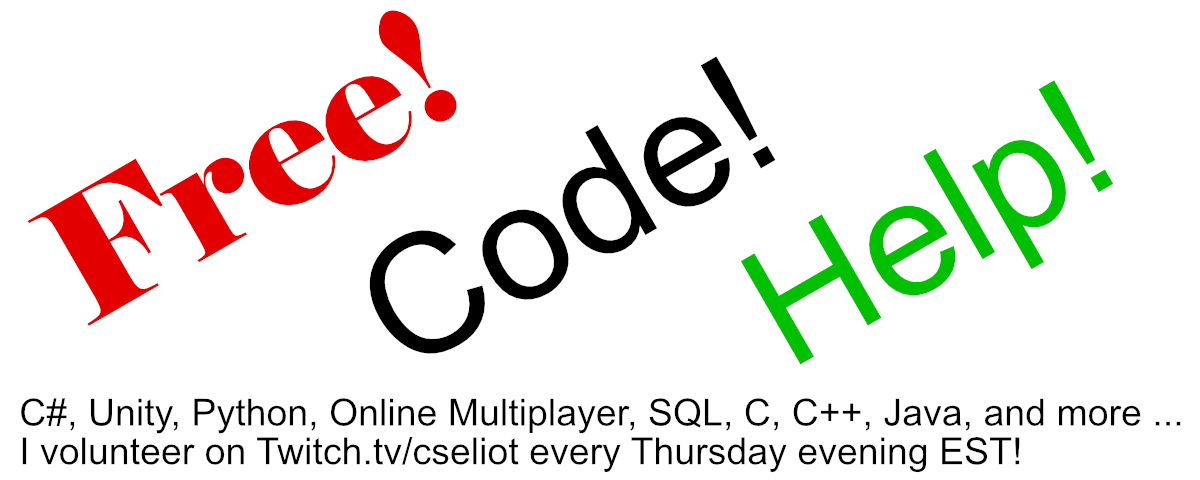 Free!
Code!
Help!
C#, Unity, Python, Online Multiplayer, SQL, C, C++, Java, and more ...
I volunteer on Twitch.tv/cseliot every Thursday evening EST!